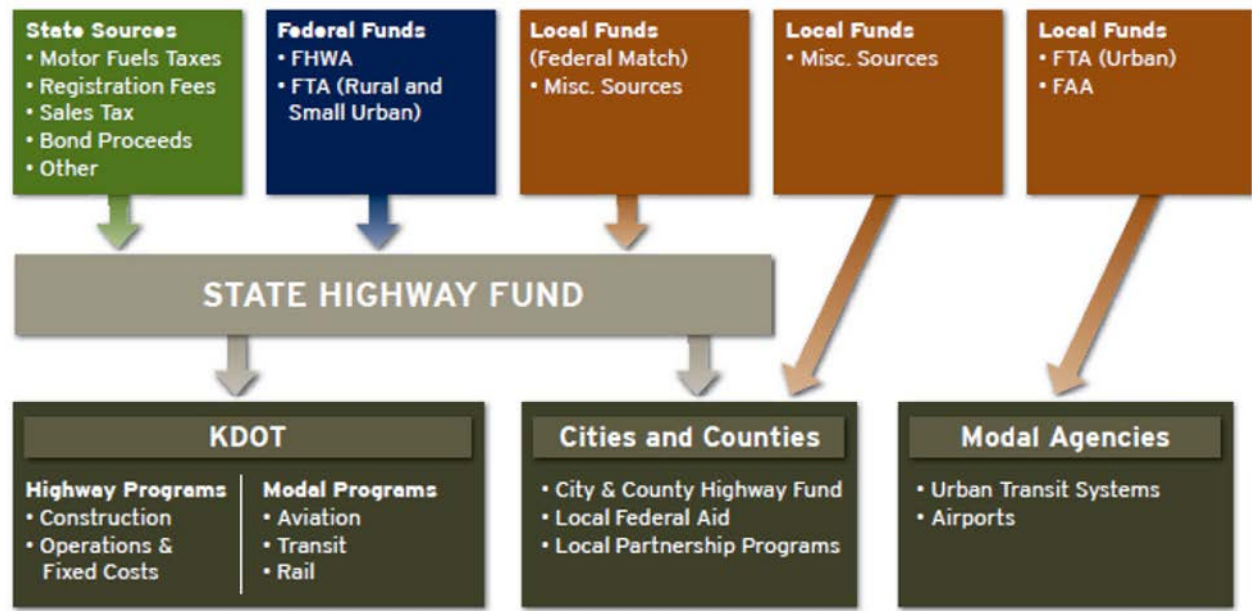 State Sources
• Motor Fuels Taxes
• Registration Fees
• Sales Tax
• Bond Proceeds
• Other
Federal Funds
• FHWA
• FTA (Rural and
Small Urban)
Local Funds
(Federal Match)
• Misc. Sources
Local Funds
• Misc. Sources
Local Funds
• FTA (Urban)
• FAA
STATE HIGHWAY FUND
KDOT
Highway Programs
• Construction
• Operations &
Fixed Costs
Modal Programs
• Aviation
• Transit
• Rail
Cities and Counties
• City & County Highway Fund
• Local Federal Aid
• Local Partnership Programs
Modal Agencies
• Urban Transit Systems
• Airports